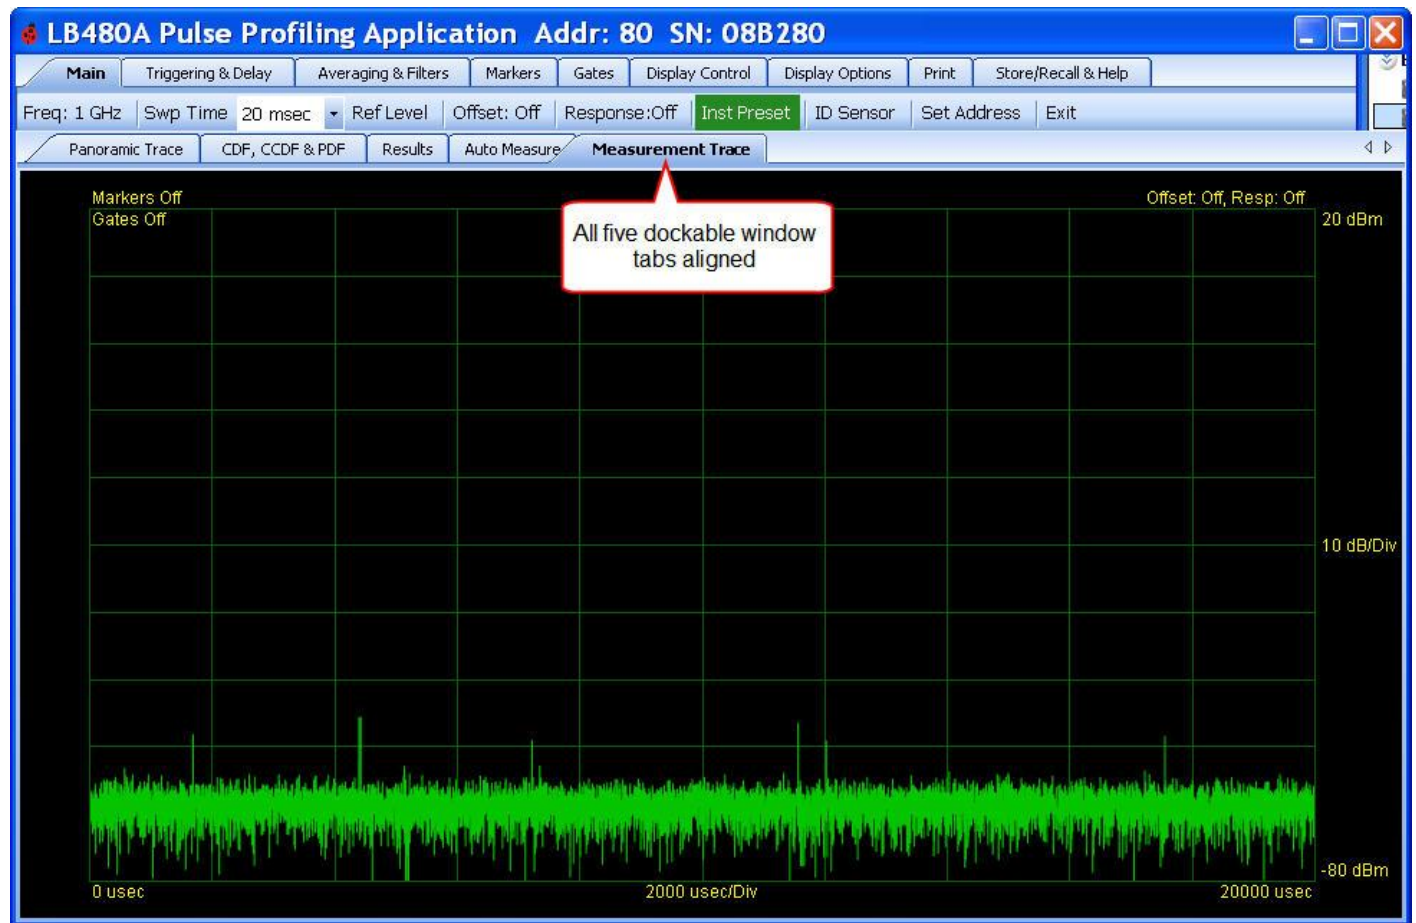 LB480A Pulse Profiling Application Addr: 80 SN: 08B280
Main Triggering & Delay Averaging & Filters Markers Gates Display Control Display Options Print Store/Recall & Help
Freq: 1 GHz Swp Time 20 msec Ref Level Offset: Off Response:Off Inst Preset ID Sensor Set Address Exit
Panoramic Trace CDF, CCDF & PDF Results Auto Measure Measurement Trace
Markers Off Offset: Off, Resp: Off
Gates Off 20 dBm
All five dockable window
tabs aligned
10 dB/Div
-80 dBm
0 usec 2000 usec/Div 20000 usec